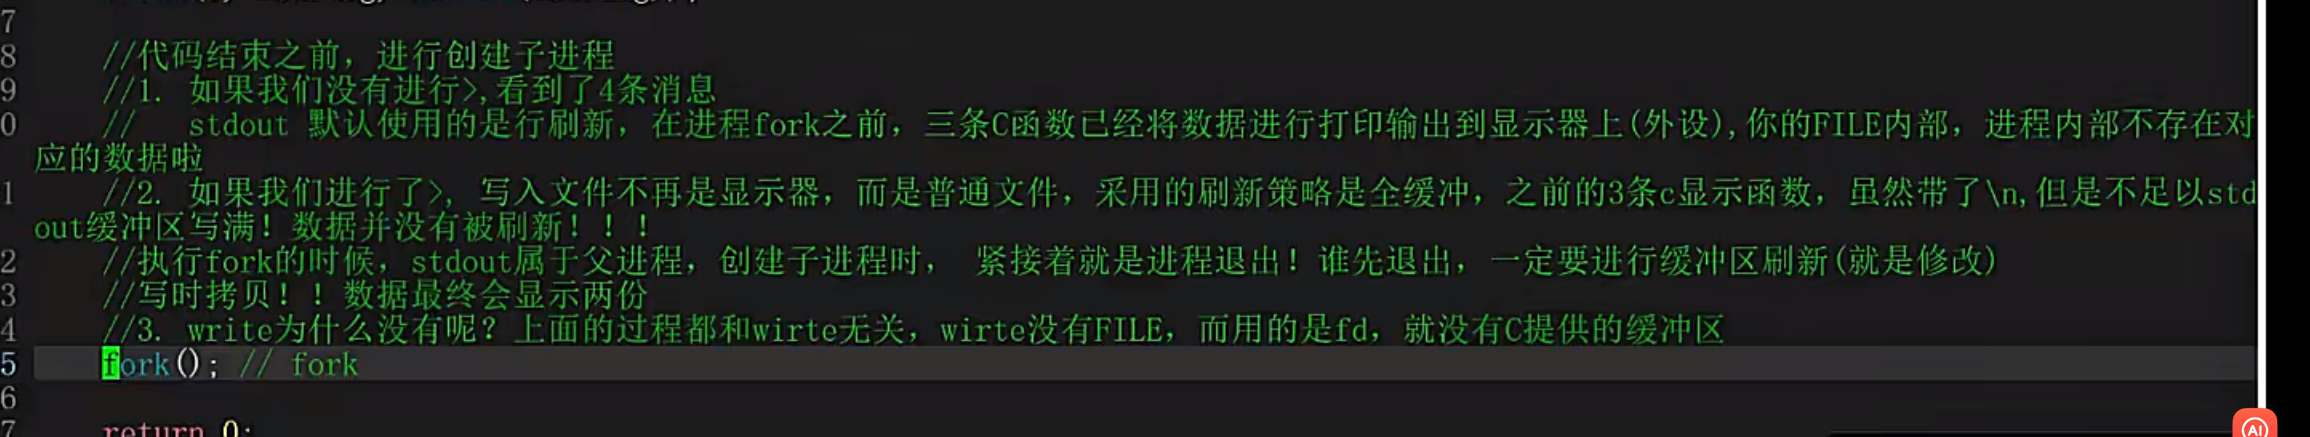 7
8 //代码结束之前，进行创建子进程
9 //1. 如果我们没有进行>,看到了4条消息
0 // stdout 默认使用的是行刷新，在进程fork之前，三条C函数已经将数据进行打印输出到显示器上(外设),你的FILE内部，进程内部不存在对
应的数据啦
1 //2. 如果我们进行了>, 写入文件不再是显示器，而是普通文件，采用的刷新策略是全缓冲，之前的3条c显示函数，虽然带了\n,但是不足以std
out缓冲区写满！数据并没有被刷新！！！
2 //执行fork的时候，stdout属于父进程，创建子进程时， 紧接着就是进程退出！谁先退出，一定要进行缓冲区刷新(就是修改)
3 //写时拷贝！！数据最终会显示两份
4 //3. write为什么没有呢？上面的过程都和wirte无关，wirte没有FILE，而用的是fd，就没有C提供的缓冲区
5 fork(); // fork
6
7 return 0;
AI